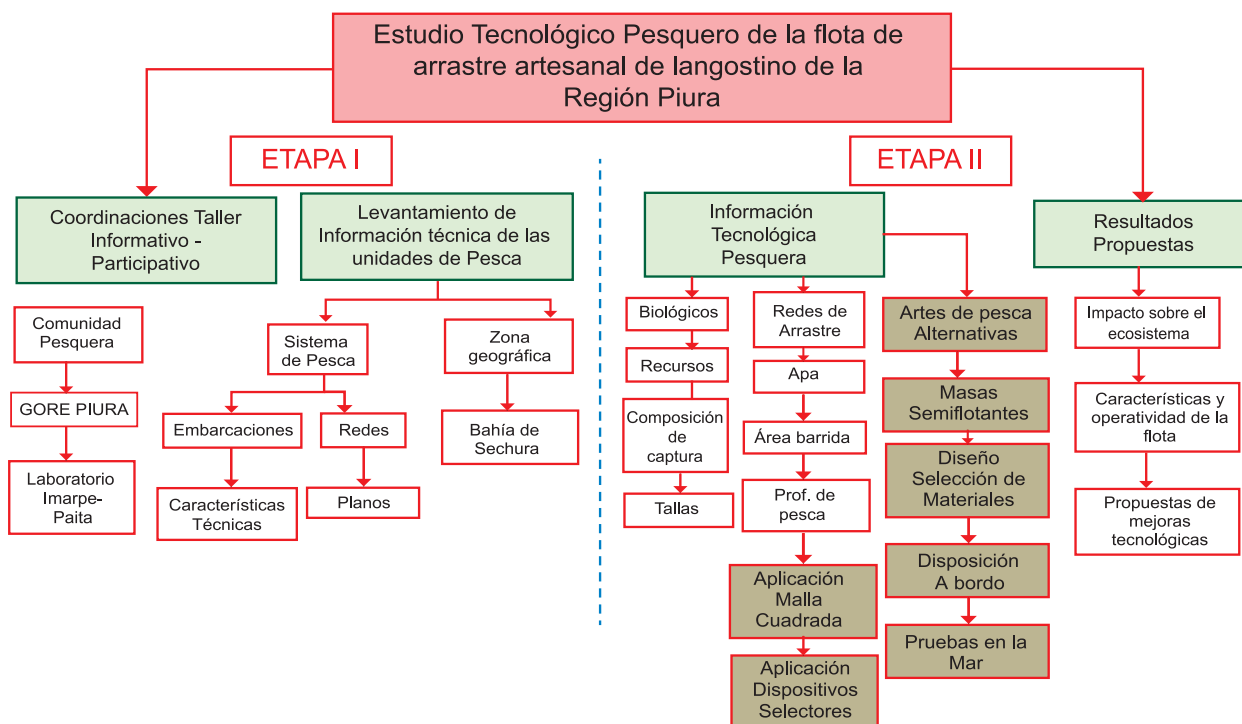 Estudio Tecnológico Pesquero de la flota de
arrastre artesanal de langostino de la
Región Piura
ETAPA I
Coordinaciones Taller
Informativo -
Participativo
Comunidad
Pesquera
GORE PIURA
Laboratorio
Imarpe-
Paita
Levantamiento de
Información técnica de las
unidades de Pesca
Sistema
de Pesca
Embarcaciones
Características
Técnicas
Redes
Planos
Zona
geográfica
Bahía de
Sechura
ETAPA II
Información
Tecnológica
Pesquera
Biológicos
Recursos
Composición
de
captura
Tallas
Redes de
Arrastre
Apa
Área barrida
Prof. de
pesca
Aplicación
Malla
Cuadrada
Aplicación
Dispositivos
Selectores
Artes de pesca
Alternativas
Masas
Semiflotantes
Diseño
Selección de
Materiales
Disposición
A bordo
Pruebas en la
Mar
Resultados
Propuestas
Impacto sobre el
ecosistema
Características y
operatividad de la
flota
Propuestas de
mejoras
tecnológicas